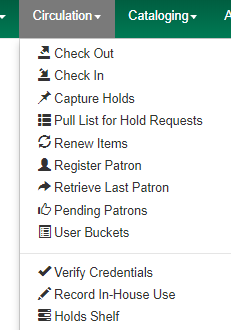 Circulation Cataloging A
Check Out
Check In
Capture Holds
Pull List for Hold Requests
Renew Items
Register Patron
Retrieve Last Patron
Pending Patrons
User Buckets
Verify Credentials
Record In-House Use
Holds Shelf